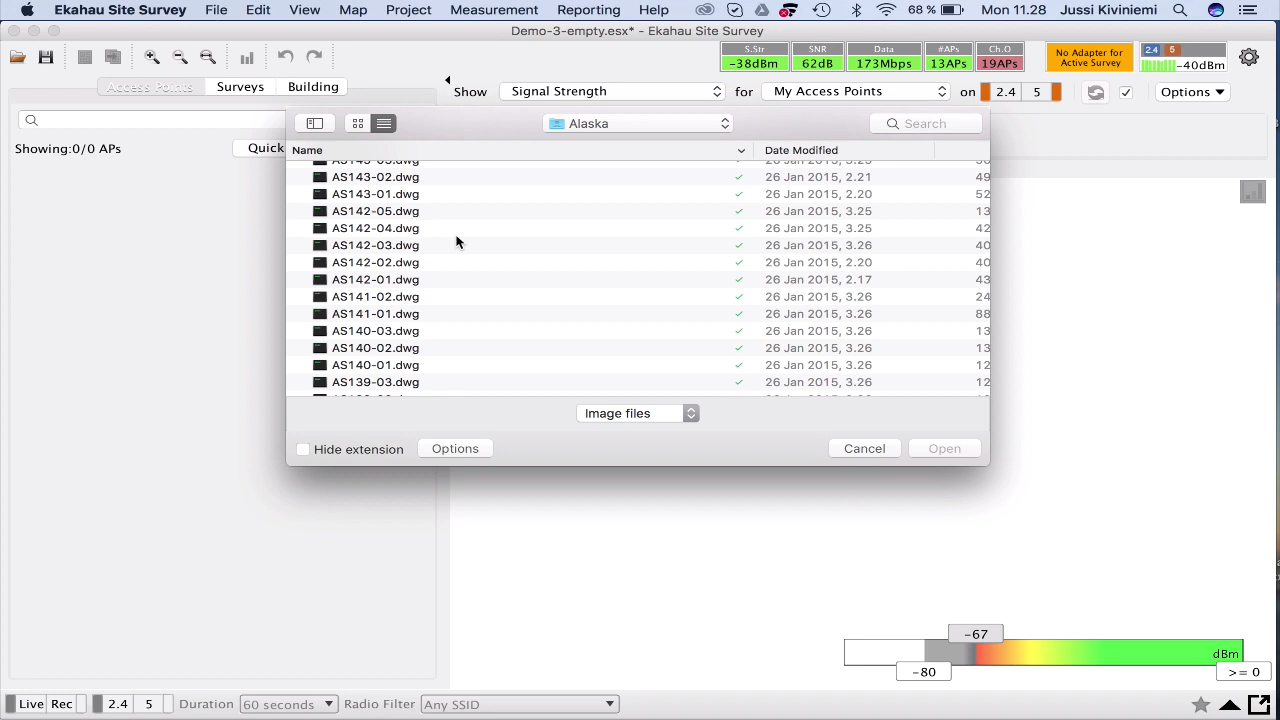 Ekahau Site Survey File Edit View Map Project Measurement Reporting Help 68 % Mon 11.28 Jussi Kiviniemi
Demo-3-empty.esx* - Ekahau Site Survey
S.Str SNR Data #APs Ch.O
-38dBm 62dB 173Mbps 13APs 19APs
No Adapter for
Active Survey
2.4 5
-40dBm
Access Points Surveys Building
Show Signal Strength for My Access Points on 2.4 5 Options
Alaska Search
Showing:0/0 APs Quick
Name Date Modified
AS143-02.dwg 26 Jan 2015, 2.21 49
AS143-01.dwg 26 Jan 2015, 2.20 52
AS142-05.dwg 26 Jan 2015, 3.25 13
AS142-04.dwg 26 Jan 2015, 3.25 42
AS142-03.dwg 26 Jan 2015, 3.26 40
AS142-02.dwg 26 Jan 2015, 2.20 40
AS142-01.dwg 26 Jan 2015, 2.17 43
AS141-02.dwg 26 Jan 2015, 3.26 24
AS141-01.dwg 26 Jan 2015, 3.26 88
AS140-03.dwg 26 Jan 2015, 3.26 13
AS140-02.dwg 26 Jan 2015, 3.26 13
AS140-01.dwg 26 Jan 2015, 3.26 12
AS139-03.dwg 26 Jan 2015, 3.26 12
Image files
Hide extension Options Cancel Open
-67
dBm
-80 >= 0
Live Rec 2.4 5 Duration 60 seconds Radio Filter Any SSID